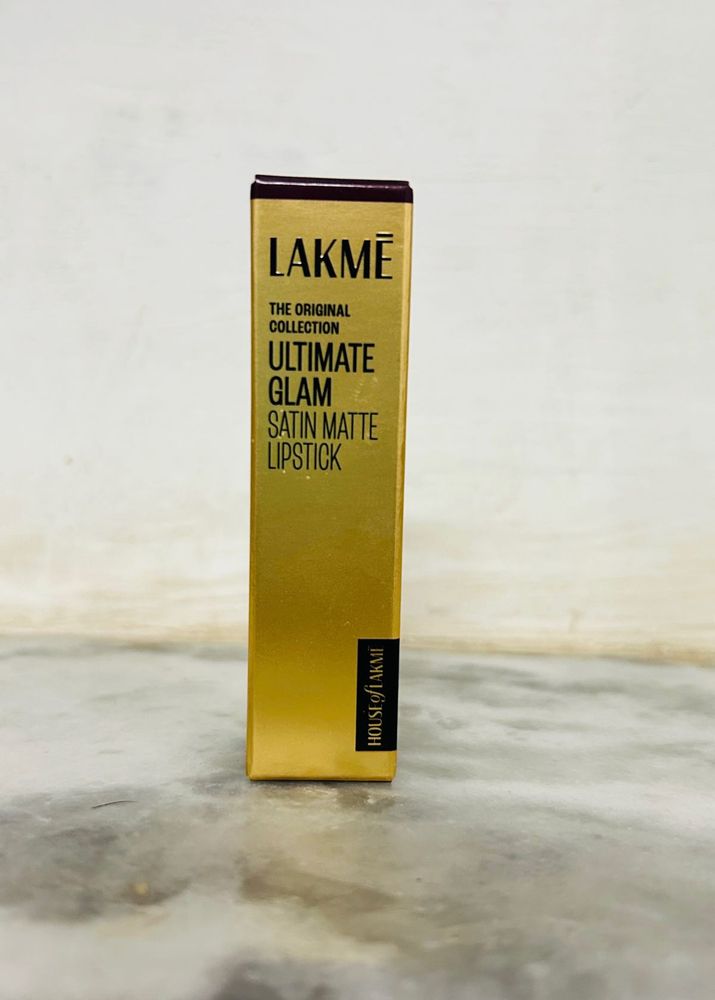 LAKMĒ
THE ORIGINAL
COLLECTION
ULTIMATE
GLAM
SATIN MATTE
LIPSTICK
HOUSE of LAKMĒ